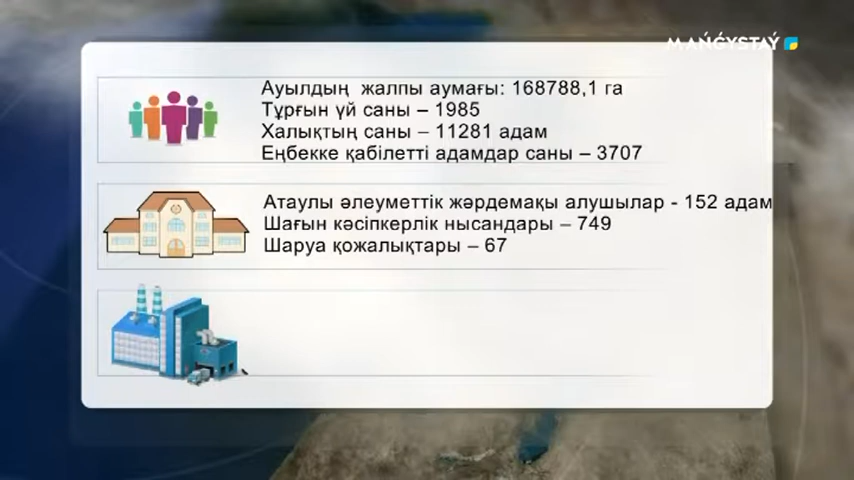 MAŃǴYSTAÝ
Ауылдың жалпы аумағы: 168788,1 га
Тұрғын үй саны – 1985
Халықтың саны – 11281 адам
Еңбекке қабілетті адамдар саны – 3707
Атаулы әлеуметтік жәрдемақы алушылар - 152 адам
Шағын кәсіпкерлік нысандары – 749
Шаруа қожалықтары – 67